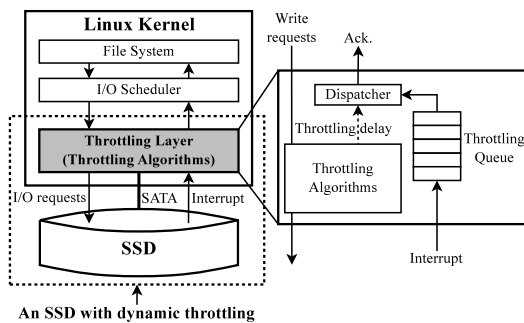 Linux Kernel
File System
I/O Scheduler
Throttling Layer
(Throttling Algorithms)
I/O requests
SATA
Interrupt
SSD
An SSD with dynamic throttling
Write
requests
Ack.
Dispatcher
Throttling delay
Throttling
Algorithms
Throttling
Queue
Interrupt